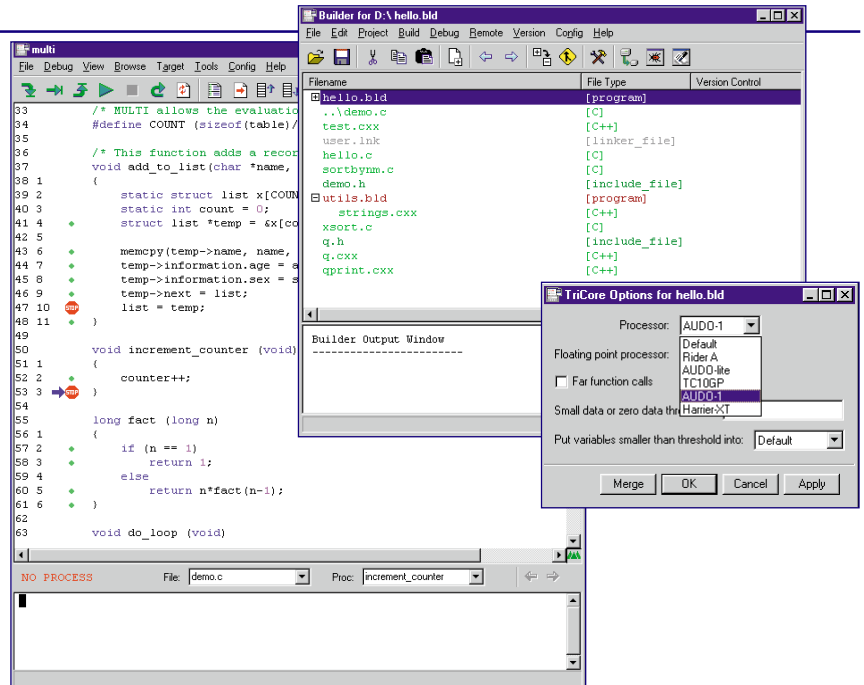 Builder for D:\ hello.bld
File Edit Project Build Debug Remote Version Config Help
Filename File Type Version Control
hello.bld [program]
..\demo.c [C]
test.cxx [C++]
user.lnk [linker_file]
hello.c [C]
sortbynm.c [C]
demo.h [include_file]
utils.bld [program]
strings.cxx [C++]
xsort.c [C]
q.h [include_file]
q.cxx [C++]
qprint.cxx [C++]
Builder Output Window
------------------------
multi
File Debug View Browse Target Tools Config Help
33 /* MULTI allows the evaluatio
34 #define COUNT (sizeof(table)/
35
36 /* This function adds a recor
37 void add_to_list(char *name,
38 1 {
39 2 static struct list x[COUN
40 3 static int count = 0;
41 4 struct list *temp = &x[co
42 5
43 6 memcpy(temp->name, name,
44 7 temp->information.age = a
45 8 temp->information.sex = s
46 9 temp->next = list;
47 10 STOP list = temp;
48 11 }
49
50 void increment_counter (void)
51 1 {
52 2 counter++;
53 3 STOP }
54
55 long fact (long n)
56 1 {
57 2 if (n == 1)
58 3 return 1;
59 4 else
60 5 return n*fact(n-1);
61 6 }
62
63 void do_loop (void)
NO PROCESS File: demo.c Proc: increment_counter
TriCore Options for hello.bld
Processor: AUDO-1
Default
Rider A
AUDO-lite
TC10GP
AUDO-1
Harrier-XT
Floating point processor:
Far function calls
Small data or zero data thr
Put variables smaller than threshold into: Default
Merge OK Cancel Apply